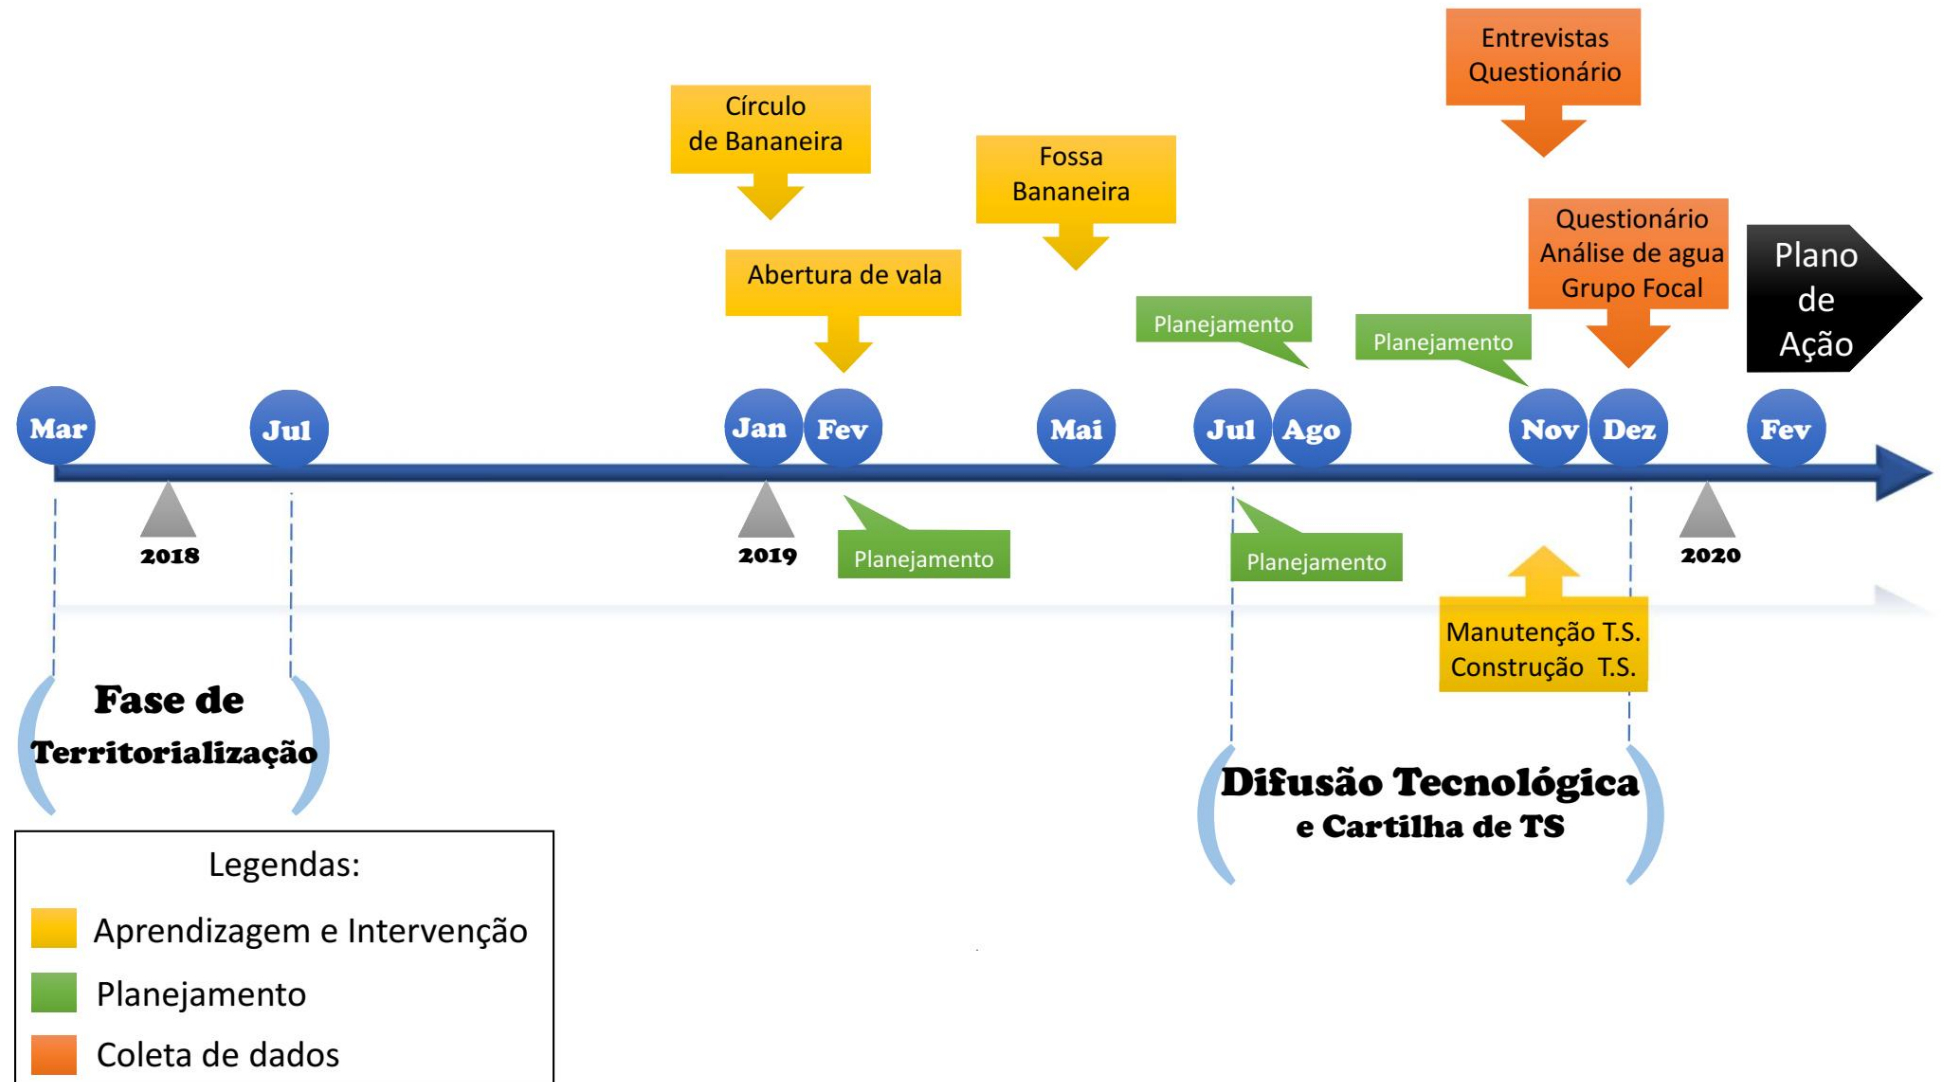 Entrevistas
Questionário
Círculo
de Bananeira
Fossa
Bananeira
Abertura de vala
Questionário
Análise de agua
Grupo Focal
Plano
de
Ação
Planejamento
Planejamento
Mar
Jul
Jan
Fev
Mai
Jul
Ago
Nov
Dez
Fev
2018
2019
2020
Planejamento
Planejamento
Manutenção T.S.
Construção T.S.
Fase de
Territorialização
Difusão Tecnológica
e Cartilha de TS
Legendas:
Aprendizagem e Intervenção
Planejamento
Coleta de dados